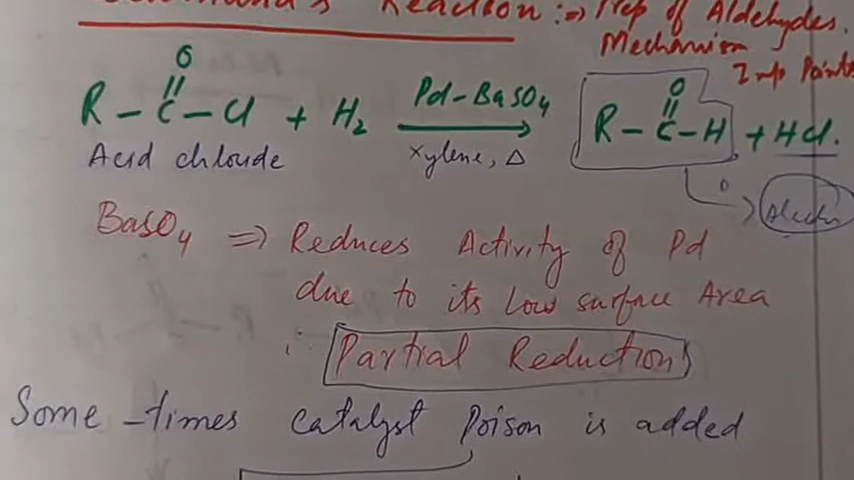 Reaction :⇒ Prep of Aldehydes.
Mechanism
Imp Points
O
R – C – Cl + H2 Pd-BaSO4 R – C – H + HCl.
O
Acid chloride xylene, Δ
BaSO4 ⇒ Reduces Activity of Pd
due to its Low surface Area
∴ Partial Reduction
Some-times catalyst Poison is added